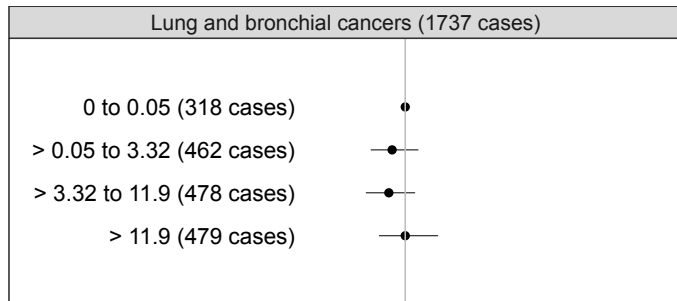 Lung and bronchial cancers (1737 cases)
0 to 0.05 (318 cases)
> 0.05 to 3.32 (462 cases)
> 3.32 to 11.9 (478 cases)
> 11.9 (479 cases)